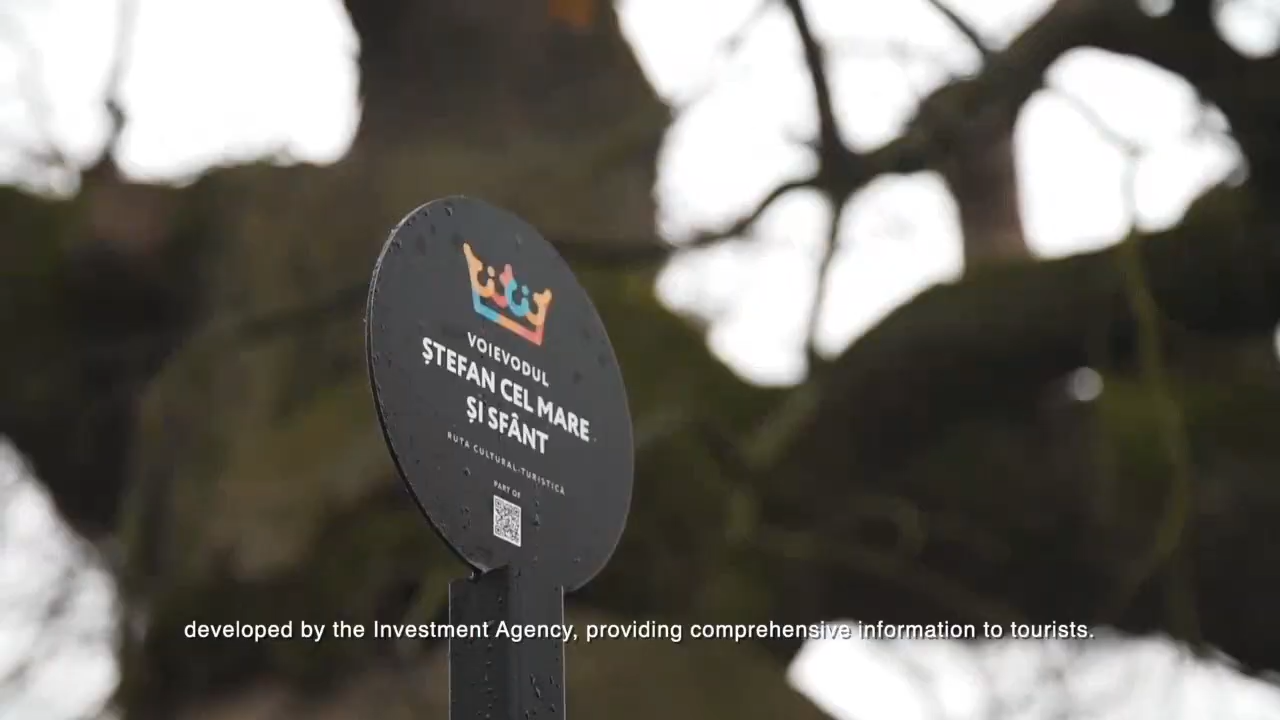 VOIEVODUL
ȘTEFAN CEL MARE
ȘI SFÂNT
RUTA CULTURAL-TURISTICĂ
PART OF
developed by the Investment Agency, providing comprehensive information to tourists.